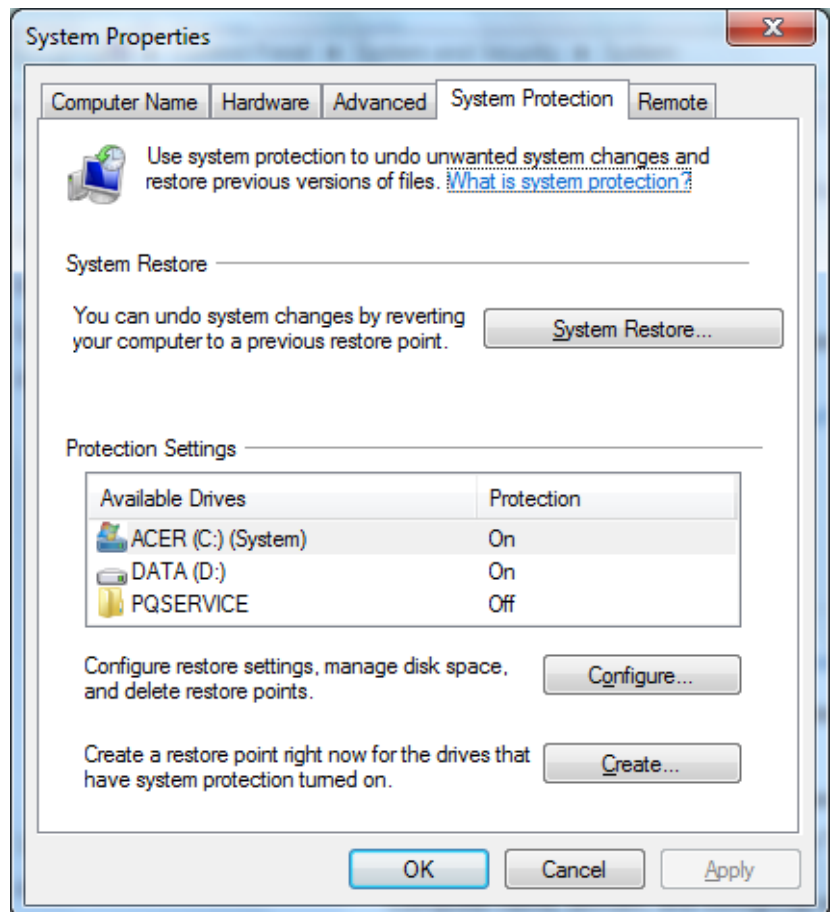 System Properties
Computer Name Hardware Advanced System Protection Remote
Use system protection to undo unwanted system changes and
restore previous versions of files. What is system protection?
System Restore
You can undo system changes by reverting
your computer to a previous restore point.
System Restore...
Protection Settings
Available Drives Protection
ACER (C:) (System) On
DATA (D:) On
PQSERVICE Off
Configure restore settings, manage disk space,
and delete restore points.
Configure...
Create a restore point right now for the drives that
have system protection turned on.
Create...
OK Cancel Apply